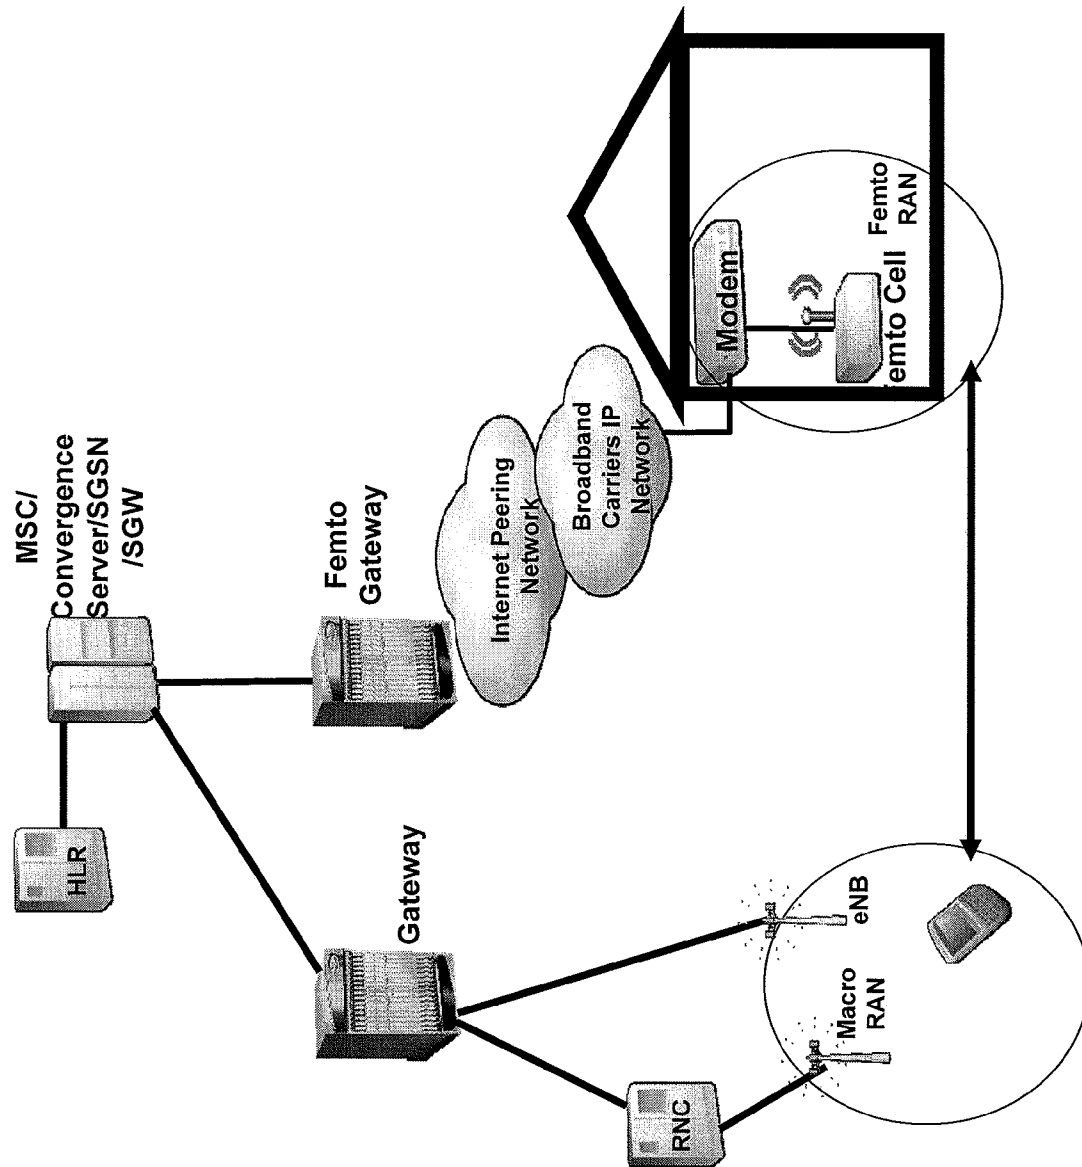 MSC/
Convergence
Server/SGSN
/SGW
HLR
Femto
Gateway
Gateway
Internet Peering
Network
Broadband
Carriers IP
Network
Modem
Femto
RAN
emto Cell
RNC
eNB
Macro
RAN